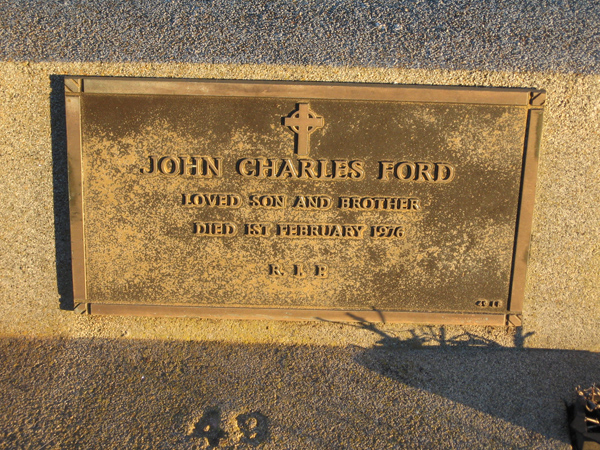 JOHN CHARLES FORD
LOVED SON AND BROTHER
DIED 1ST FEBRUARY 1976
R. I. P.
49